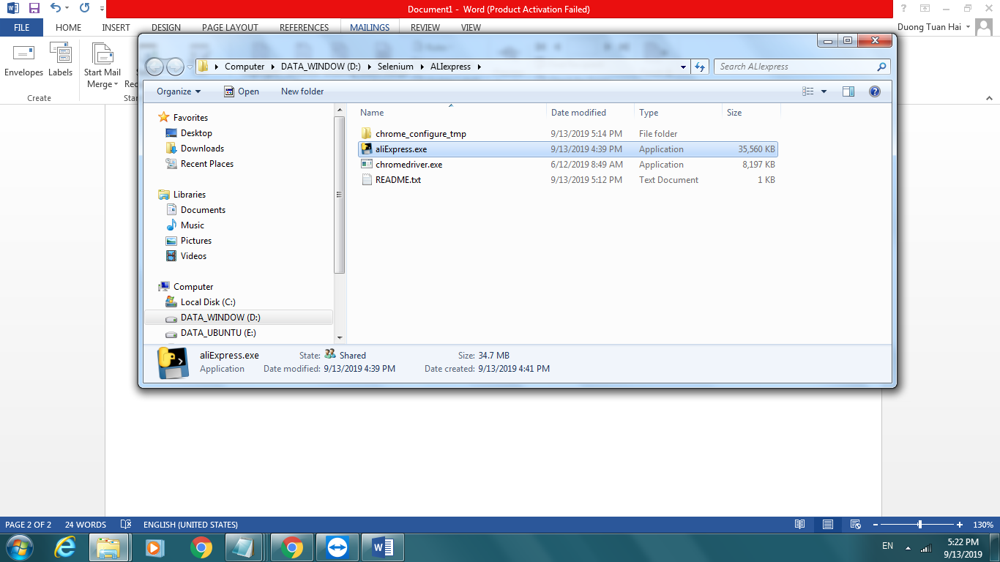 Document1 - Word (Product Activation Failed)
FILE HOME INSERT DESIGN PAGE LAYOUT REFERENCES MAILINGS REVIEW VIEW Duong Tuan Hai
Envelopes Labels Start Mail
Merge
Create
Computer DATA_WINDOW (D:) Selenium ALIexpress Search ALIexpress
Organize Open New folder
Name Date modified Type Size
chrome_configure_tmp 9/13/2019 5:14 PM File folder
aliExpress.exe 9/13/2019 4:39 PM Application 35,560 KB
chromedriver.exe 6/12/2019 8:49 AM Application 8,197 KB
README.txt 9/13/2019 5:12 PM Text Document 1 KB
Favorites
Desktop
Downloads
Recent Places
Libraries
Documents
Music
Pictures
Videos
Computer
Local Disk (C:)
DATA_WINDOW (D:)
DATA_UBUNTU (E:)
aliExpress.exe State: Shared Size: 34.7 MB
Application Date modified: 9/13/2019 4:39 PM Date created: 9/13/2019 4:41 PM
PAGE 2 OF 2 24 WORDS ENGLISH (UNITED STATES) 130%
EN 5:22 PM
9/13/2019